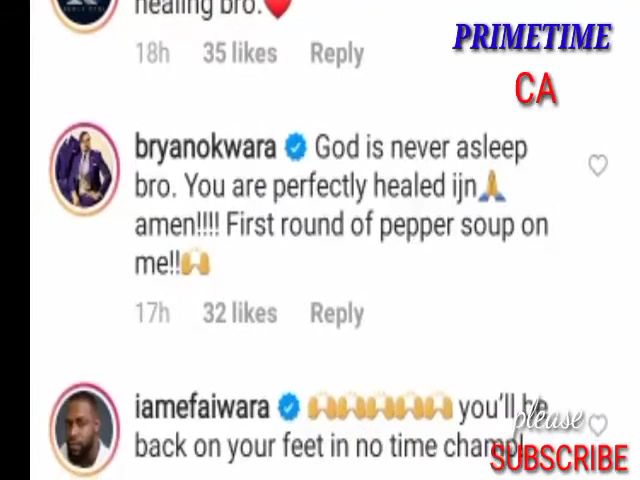 healing bro.❤️
18h 35 likes Reply
PRIMETIME
CA
bryanokwara God is never asleep
bro. You are perfectly healed ijn🙏
amen!!!! First round of pepper soup on
me!!🙌
17h 32 likes Reply
iamefaiwara 🙌🙌🙌🙌🙌 you'll be
back on your feet in no time champ!
please
SUBSCRIBE